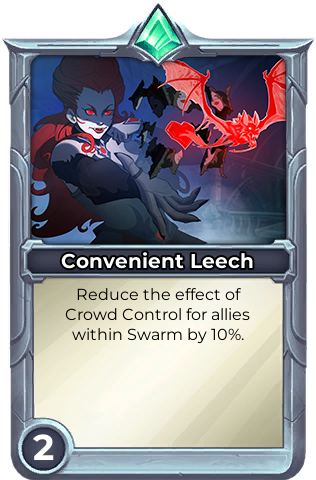 Convenient Leech
Reduce the effect of
Crowd Control for allies
within Swarm by 10%.
2